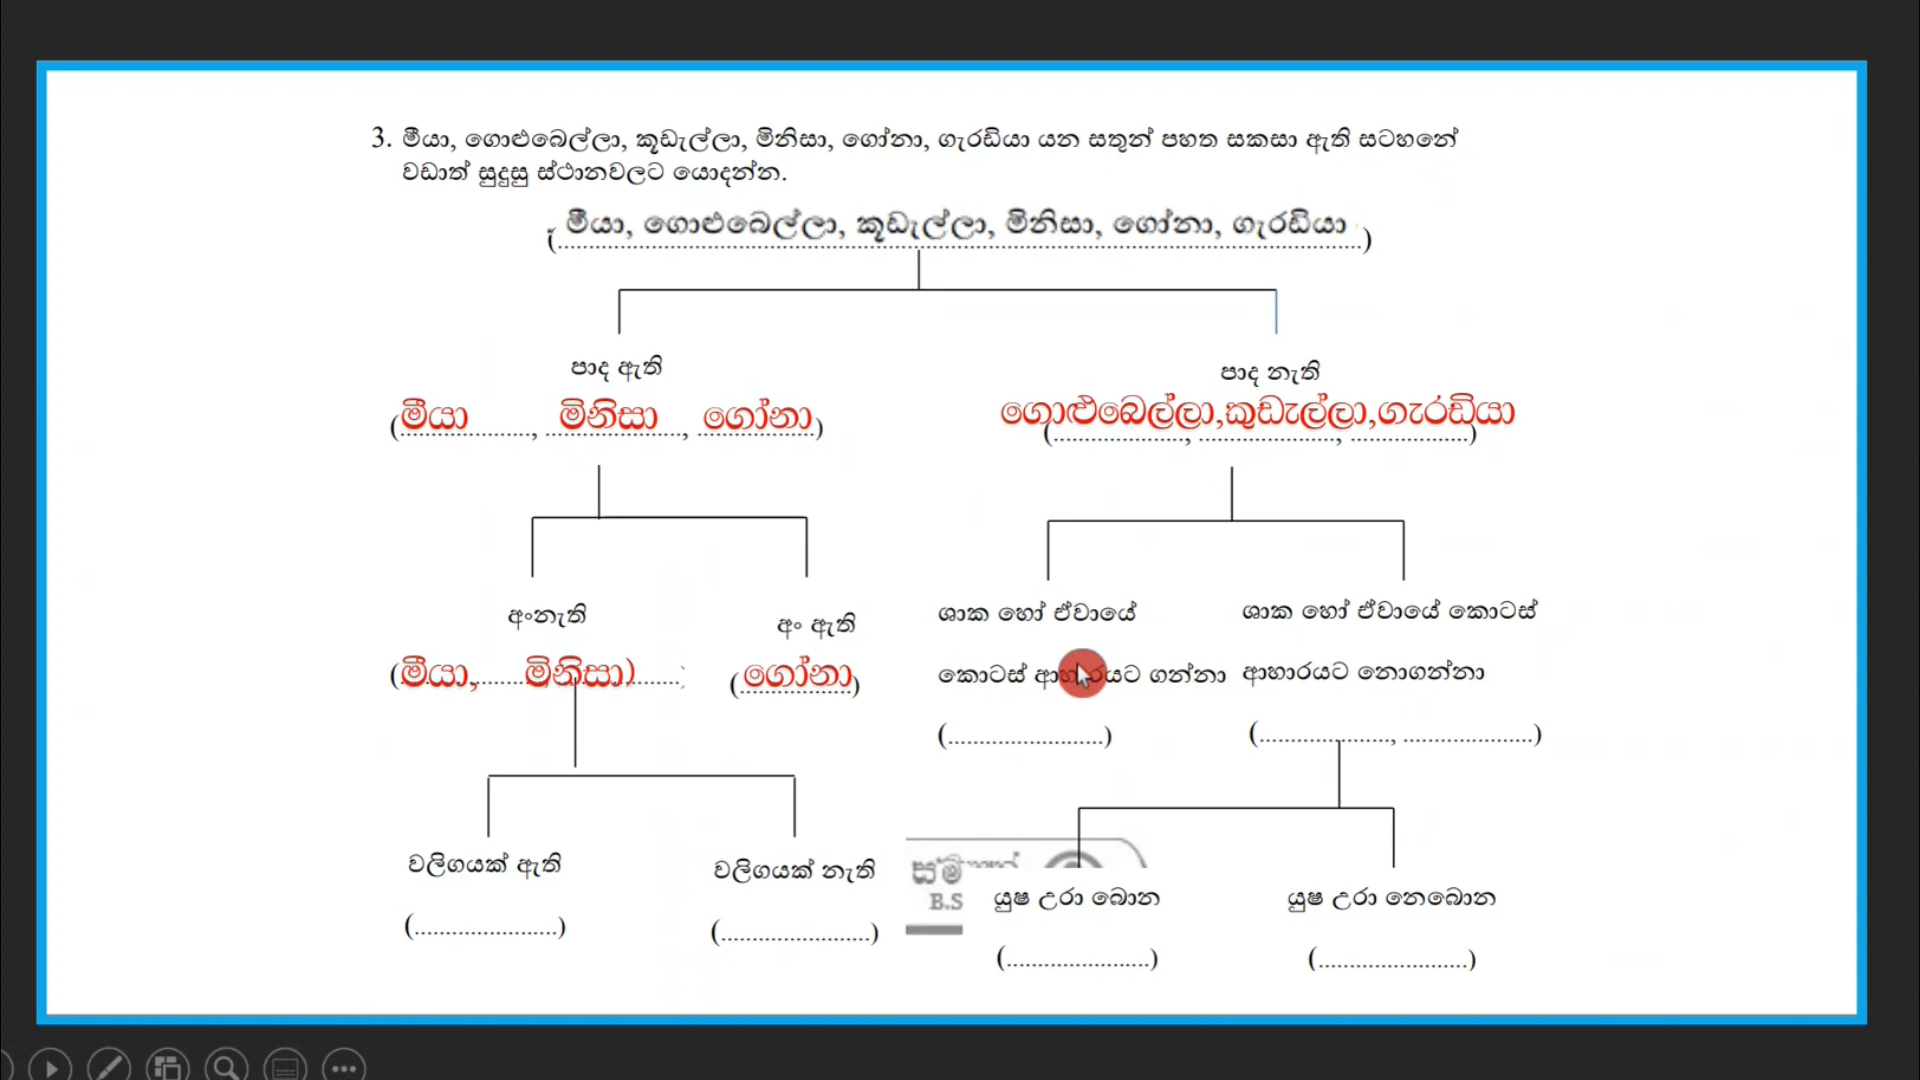 3. මීයා, ගොළුබෙල්ලා, කූඩැල්ලා, මිනිසා, ගෝනා, ගැරඩියා යන සතුන් පහත සකසා ඇති සටහනේ
වඩාත් සුදුසු ස්ථානවලට යොදන්න.
(මීයා, ගොළුබෙල්ලා, කූඩැල්ලා, මිනිසා, ගෝනා, ගැරඩියා)
පාද ඇති
පාද නැති
(මීයා, මිනිසා, ගෝනා)
ගොළුබෙල්ලා,කුඩැල්ලා,ගැරඩියා
(....................., ....................., ..................)
අංනැති
අං ඇති
ශාක හෝ ඒවායේ
ශාක හෝ ඒවායේ කොටස්
(මීයා, මිනිසා)
(ගෝනා)
කොටස් ආහාරයට ගන්නා
ආහාරයට නොගන්නා
(.........................)
(....................., .....................)
වලිගයක් ඇති
වලිගයක් නැති
B.S
යුෂ උරා බොන
යුෂ උරා නොබොන
(.......................)
(........................)
(.......................)
(........................)